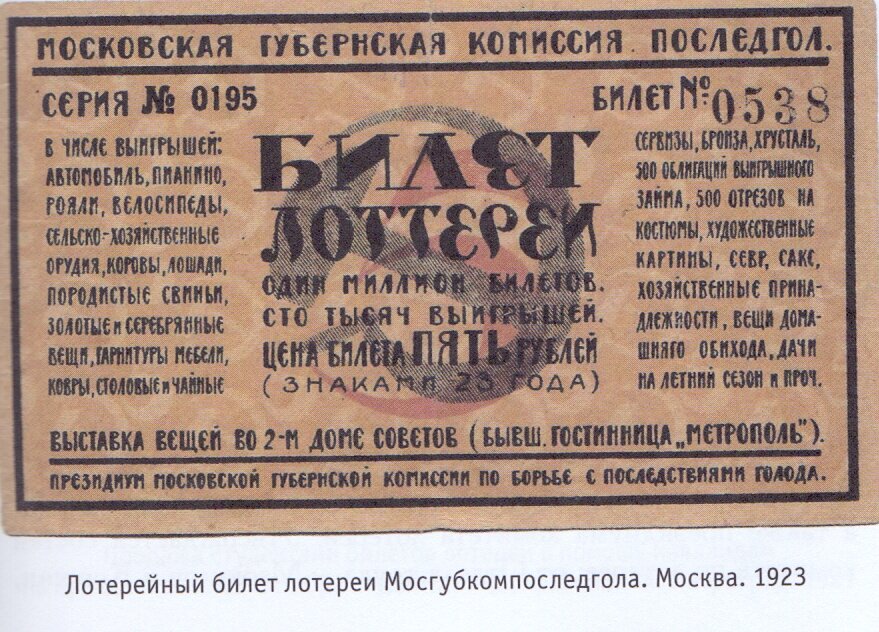 МОСКОВСКАЯ ГУБЕРНСКАЯ КОМИССИЯ ПОСЛЕДГОЛ.
СЕРИЯ № 0195
БИЛЕТ №: 0538
В ЧИСЛЕ ВЫИГРЫШЕЙ:
АВТОМОБИЛЬ, ПИАНИНО,
РОЯЛИ, ВЕЛОСИПЕДЫ,
СЕЛЬСКО-ХОЗЯЙСТВЕННЫЕ
ОРУДИЯ, КОРОВЫ, ЛОШАДИ,
ПОРОДИСТЫЕ СВИНЬИ,
ЗОЛОТЫЕ И СЕРЕБРЯННЫЕ
ВЕЩИ, ГАРНИТУРЫ МЕБЕЛИ,
КОВРЫ, СТОЛОВЫЕ И ЧАЙНЫЕ
БИЛЕТ
ЛОТТЕРЕИ
ОДИН МИЛЛИОН БИЛЕТОВ.
СТО ТЫСЯЧ ВЫИГРЫШЕЙ.
ЦЕНА БИЛЕТА ПЯТЬ РУБЛЕЙ
(ЗНАКАМИ 23 ГОДА)
СЕРВИЗЫ, БРОНЗА, ХРУСТАЛЬ,
500 ОБЛИГАЦИЙ ВЫИГРЫШНОГО
ЗАЙМА, 500 ОТРЕЗОВ НА
КОСТЮМЫ, ХУДОЖЕСТВЕННЫЕ
КАРТИНЫ, СЕВР, САКС,
ХОЗЯЙСТВЕННЫЕ ПРИНА-
ДЛЕЖНОСТИ, ВЕЩИ ДОМА-
ШНЯГО ОБИХОДА, ДАЧИ
НА ЛЕТНИЙ СЕЗОН И ПРОЧ.
ВЫСТАВКА ВЕЩЕЙ ВО 2-М ДОМЕ СОВЕТОВ (БЫВШ. ГОСТИННИЦА „МЕТРОПОЛЬ").
ПРЕЗИДИУМ МОСКОВСКОЙ ГУБЕРНСКОЙ КОМИССИИ ПО БОРЬБЕ С ПОСЛЕДСТВИЯМИ ГОЛОДА.
Лотерейный билет лотереи Мосгубкомпоследгола. Москва. 1923